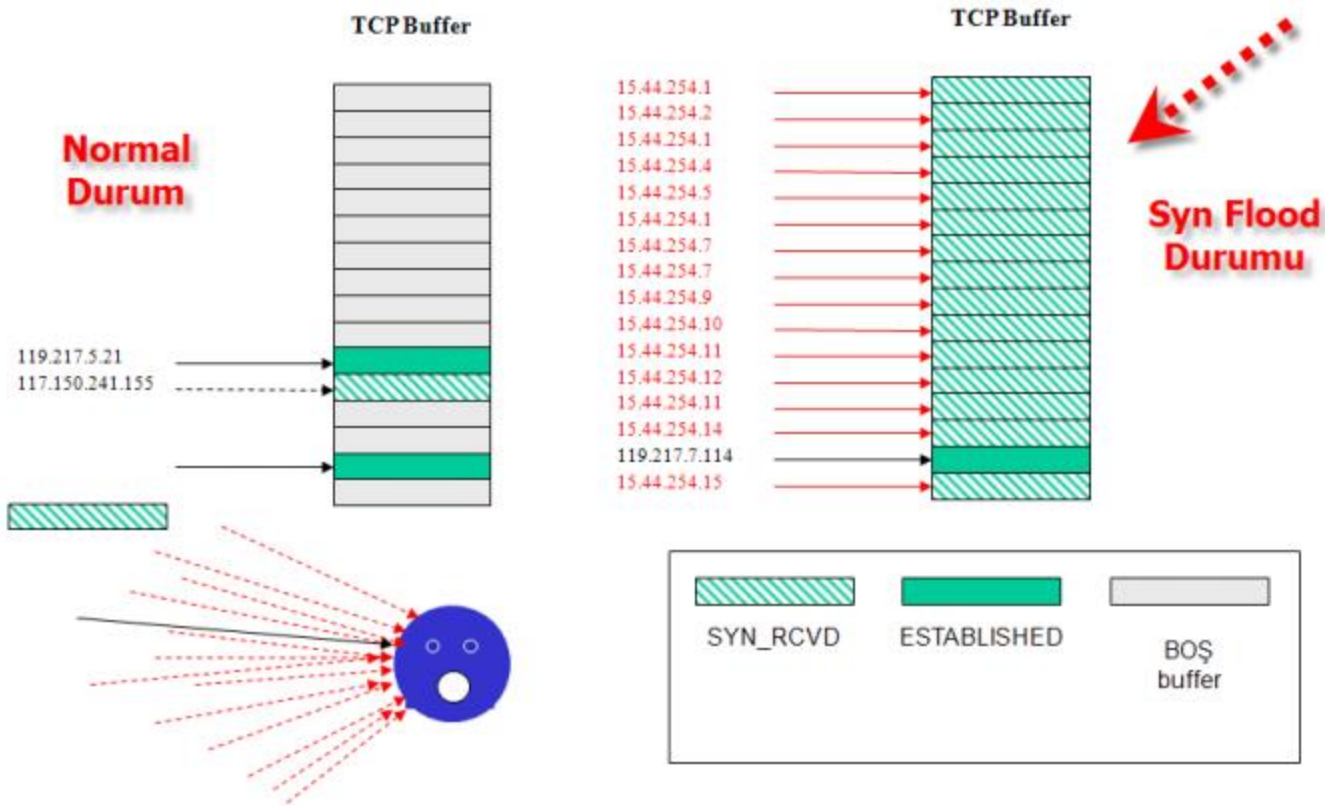 TCP Buffer
Normal
Durum
119.217.5.21
117.150.241.155
TCP Buffer
15.44.254.1
15.44.254.2
15.44.254.1
15.44.254.4
15.44.254.5
15.44.254.1
15.44.254.7
15.44.254.7
15.44.254.9
15.44.254.10
15.44.254.11
15.44.254.12
15.44.254.11
15.44.254.14
119.217.7.114
15.44.254.15
Syn Flood
Durumu
SYN_RCVD
ESTABLISHED
BOŞ
buffer